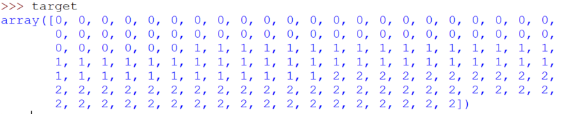 >>> target
array([0, 0, 0, 0, 0, 0, 0, 0, 0, 0, 0, 0, 0, 0, 0, 0, 0, 0, 0, 0, 0, 0,
       0, 0, 0, 0, 0, 0, 0, 0, 0, 0, 0, 0, 0, 0, 0, 0, 0, 0, 0, 0, 0, 0,
       0, 0, 0, 0, 0, 0, 1, 1, 1, 1, 1, 1, 1, 1, 1, 1, 1, 1, 1, 1, 1, 1,
       1, 1, 1, 1, 1, 1, 1, 1, 1, 1, 1, 1, 1, 1, 1, 1, 1, 1, 1, 1, 1, 1,
       1, 1, 1, 1, 1, 1, 1, 1, 1, 1, 1, 1, 2, 2, 2, 2, 2, 2, 2, 2, 2, 2,
       2, 2, 2, 2, 2, 2, 2, 2, 2, 2, 2, 2, 2, 2, 2, 2, 2, 2, 2, 2, 2, 2,
       2, 2, 2, 2, 2, 2, 2, 2, 2, 2, 2, 2, 2, 2, 2, 2, 2, 2])